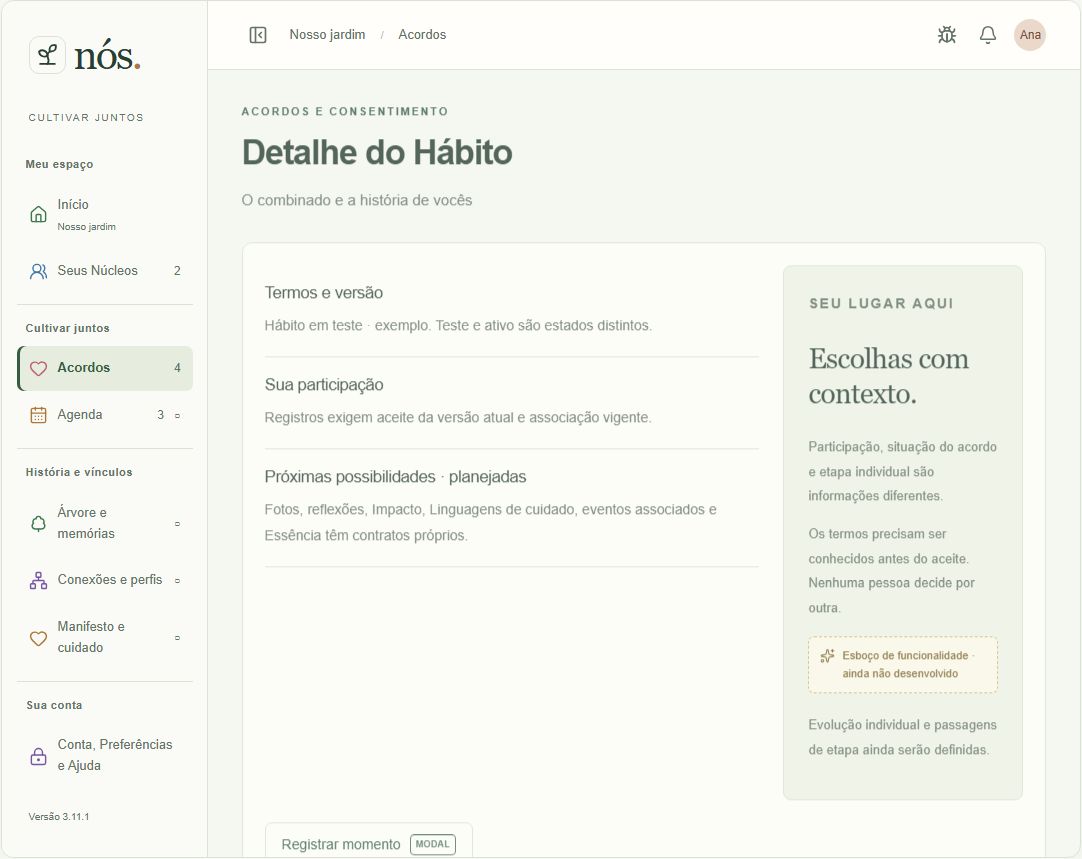 nós.
CULTIVAR JUNTOS
Meu espaço
Início
Nosso jardim
Seus Núcleos 2
Cultivar juntos
Acordos 4
Agenda 3
História e vínculos
Árvore e
memórias
Conexões e perfis
Manifesto e
cuidado
Sua conta
Conta, Preferências
e Ajuda
Versão 3.11.1
Nosso jardim / Acordos
Ana
ACORDOS E CONSENTIMENTO
Detalhe do Hábito
O combinado e a história de vocês
Termos e versão
Hábito em teste · exemplo. Teste e ativo são estados distintos.
Sua participação
Registros exigem aceite da versão atual e associação vigente.
Próximas possibilidades · planejadas
Fotos, reflexões, Impacto, Linguagens de cuidado, eventos associados e
Essência têm contratos próprios.
SEU LUGAR AQUI
Escolhas com
contexto.
Participação, situação do acordo
e etapa individual são
informações diferentes.
Os termos precisam ser
conhecidos antes do aceite.
Nenhuma pessoa decide por
outra.
Esboço de funcionalidade ·
ainda não desenvolvido
Evolução individual e passagens
de etapa ainda serão definidas.
Registrar momento MODAL